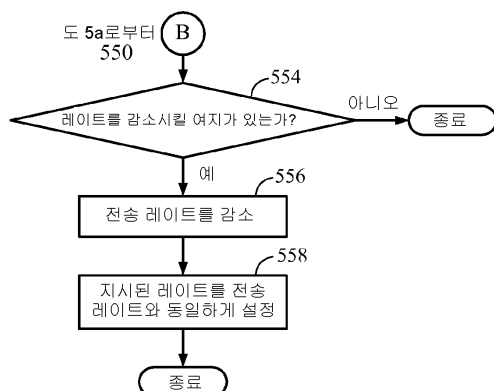 도 5a로부터
550
B
554
레이트를 감소시킬 여지가 있는가?
아니오
종료
예
556
전송 레이트를 감소
558
지시된 레이트를 전송
레이트와 동일하게 설정
종료